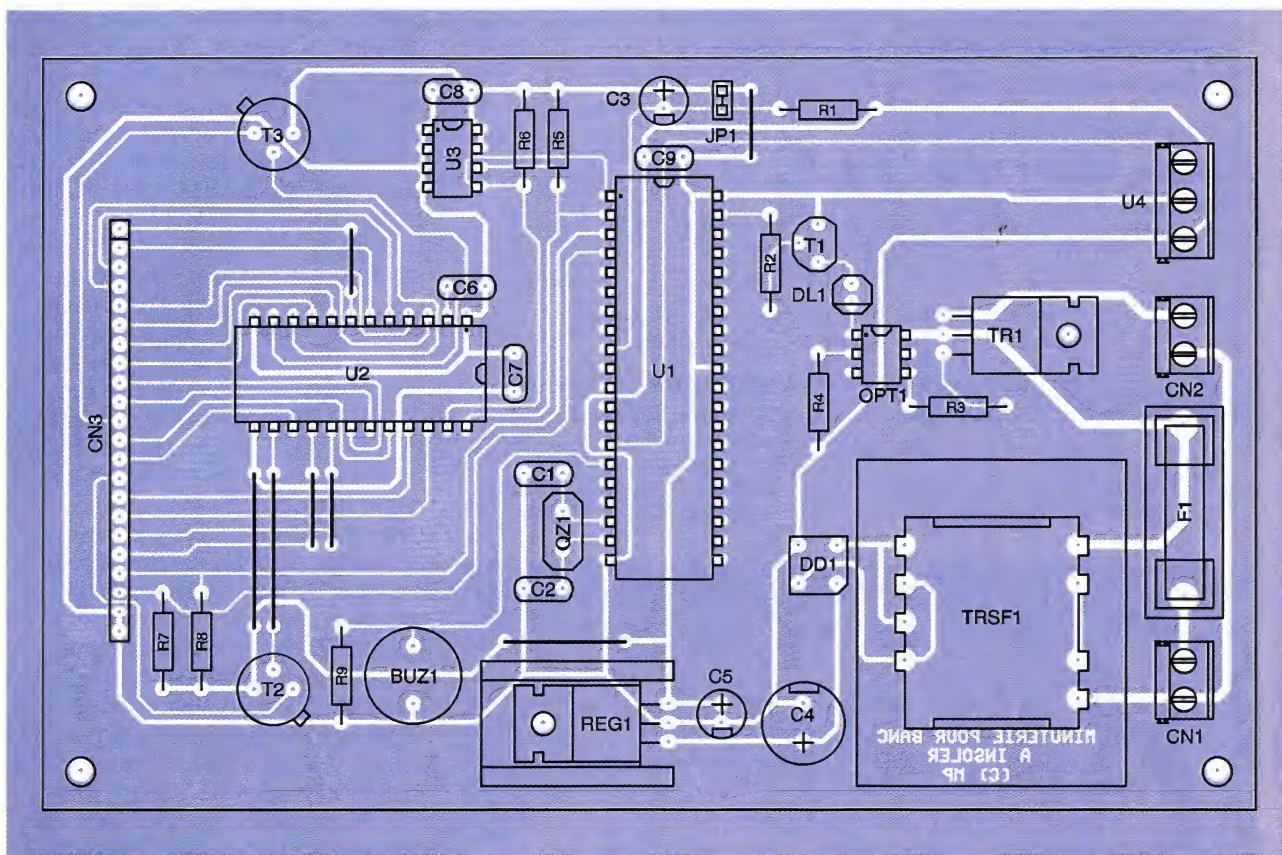 C8
C3
JP1
R1
T3
U3
R6
R5
C9
U4
R2
T1
DL1
C6
TR1
U2
C7
U1
R4
OPT1
R3
CN2
CN3
C1
QZ1
F1
C2
DD1
TRSF1
R7
R8
R9
T2
BUZ1
REG1
C5
C4
CN1
MINUTERIE POUR BANC
A INSOLER
(C) MP